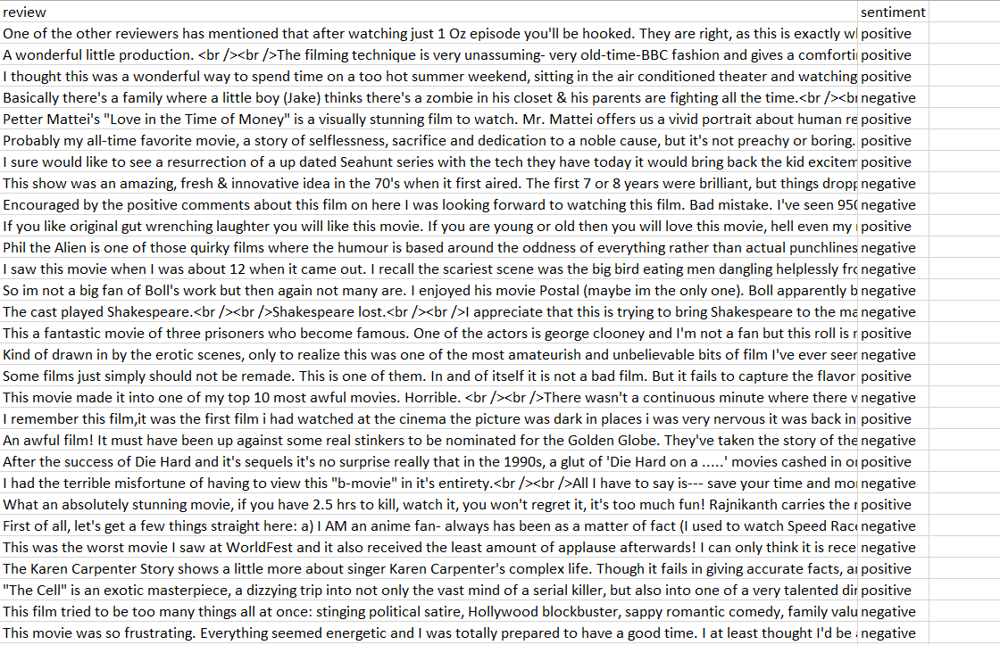 review sentiment
One of the other reviewers has mentioned that after watching just 1 Oz episode you'll be hooked. They are right, as this is exactly positive
A wonderful little production. <br /><br />The filming technique is very unassuming- very old-time-BBC fashion and gives a positive
I thought this was a wonderful way to spend time on a too hot summer weekend, sitting in the air conditioned theater and watching positive
Basically there's a family where a little boy (Jake) thinks there's a zombie in his closet & his parents are fighting all the time.<br /><b negative
Petter Mattei's "Love in the Time of Money" is a visually stunning film to watch. Mr. Mattei offers us a vivid portrait about human re positive
Probably my all-time favorite movie, a story of selflessness, sacrifice and dedication to a noble cause, but it's not preachy or boring. positive
I sure would like to see a resurrection of a up dated Seahunt series with the tech they have today it would bring back the kid excitem positive
This show was an amazing, fresh & innovative idea in the 70's when it first aired. The first 7 or 8 years were brilliant, but things drop negative
Encouraged by the positive comments about this film on here I was looking forward to watching this film. Bad mistake. I've seen 950 negative
If you like original gut wrenching laughter you will like this movie. If you are young or old then you will love this movie, hell even my positive
Phil the Alien is one of those quirky films where the humour is based around the oddness of everything rather than actual punchlines negative
I saw this movie when I was about 12 when it came out. I recall the scariest scene was the big bird eating men dangling helplessly fr negative
So im not a big fan of Boll's work but then again not many are. I enjoyed his movie Postal (maybe im the only one). Boll apparently b negative
The cast played Shakespeare.<br /><br />Shakespeare lost.<br /><br />I appreciate that this is trying to bring Shakespeare to the ma negative
This a fantastic movie of three prisoners who become famous. One of the actors is george clooney and I'm not a fan but this roll is positive
Kind of drawn in by the erotic scenes, only to realize this was one of the most amateurish and unbelievable bits of film I've ever seen negative
Some films just simply should not be remade. This is one of them. In and of itself it is not a bad film. But it fails to capture the flavor positive
This movie made it into one of my top 10 most awful movies. Horrible. <br /><br />There wasn't a continuous minute where there negative
I remember this film,it was the first film i had watched at the cinema the picture was dark in places i was very nervous it was back in positive
An awful film! It must have been up against some real stinkers to be nominated for the Golden Globe. They've taken the story of the negative
After the success of Die Hard and it's sequels it's no surprise really that in the 1990s, a glut of 'Die Hard on a .....' movies cashed in positive
I had the terrible misfortune of having to view this "b-movie" in it's entirety.<br /><br />All I have to say is--- save your time and mo negative
What an absolutely stunning movie, if you have 2.5 hrs to kill, watch it, you won't regret it, it's too much fun! Rajnikanth carries the positive
First of all, let's get a few things straight here: a) I AM an anime fan- always has been as a matter of fact (I used to watch Speed Race negative
This was the worst movie I saw at WorldFest and it also received the least amount of applause afterwards! I can only think it is rece negative
The Karen Carpenter Story shows a little more about singer Karen Carpenter's complex life. Though it fails in giving accurate facts, positive
"The Cell" is an exotic masterpiece, a dizzying trip into not only the vast mind of a serial killer, but also into one of a very talented dir positive
This film tried to be too many things all at once: stinging political satire, Hollywood blockbuster, sappy romantic comedy, family valu negative
This movie was so frustrating. Everything seemed energetic and I was totally prepared to have a good time. I at least thought I'd be negative